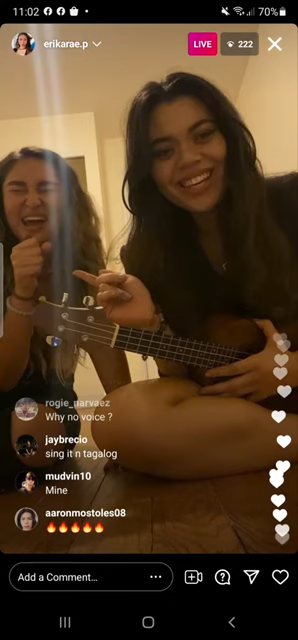 11:02
70%
erikarae.p
LIVE
222
rogie_narvaez
Why no voice ?
jaybrecio
sing it n tagalog
mudvin10
Mine
aaronmostoles08
🔥🔥🔥🔥🔥
Add a Comment...